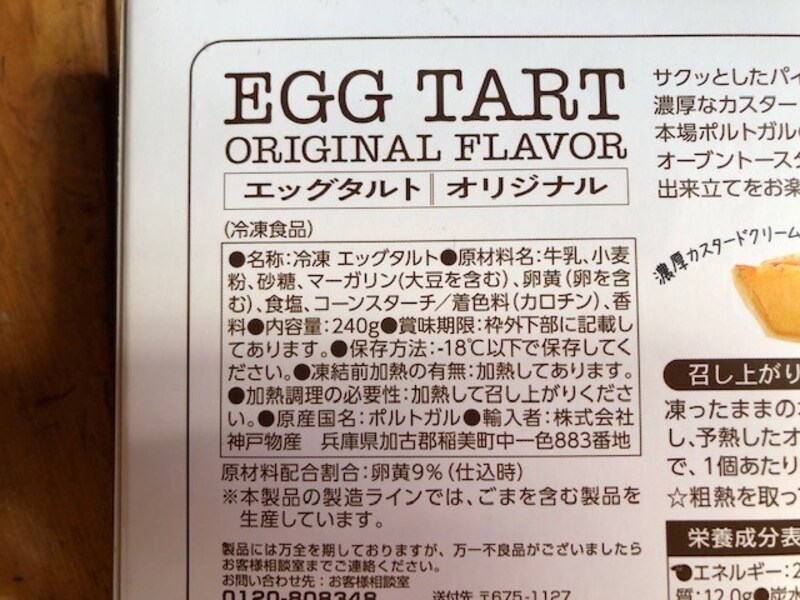 EGG TART
ORIGINAL FLAVOR
エッグタルト オリジナル
(冷凍食品)
●名称:冷凍 エッグタルト●原材料名:牛乳、小麦
粉、砂糖、マーガリン(大豆を含む)、卵黄(卵を含
む)、食塩、コーンスターチ/着色料(カロチン)、香
料●内容量:240g●賞味期限:枠外下部に記載し
てあります。●保存方法:-18℃以下で保存してく
ださい。●凍結前加熱の有無:加熱してあります。
●加熱調理の必要性:加熱して召し上がりくださ
い。●原産国名:ポルトガル●輸入者:株式会社
神戸物産 兵庫県加古郡稲美町中一色883番地
原材料配合割合:卵黄9%(仕込時)
※本製品の製造ラインでは、ごまを含む製品を
生産しています。
製品には万全を期しておりますが、万一不良品がございましたら
お客様相談室までご連絡ください。
お問い合わせ先:お客様相談室
0120-808348 送付先 〒675-1127
サクッとしたパイ
濃厚なカスター
本場ポルトガル
オーブントースタ
出来立てをお楽
濃厚カスタードクリーム
召し上がり
凍ったままの
し、予熱したオ
で、1個あたり
☆粗熱を取っ
栄養成分表
●エネルギー:2
質:12.0g●炭水